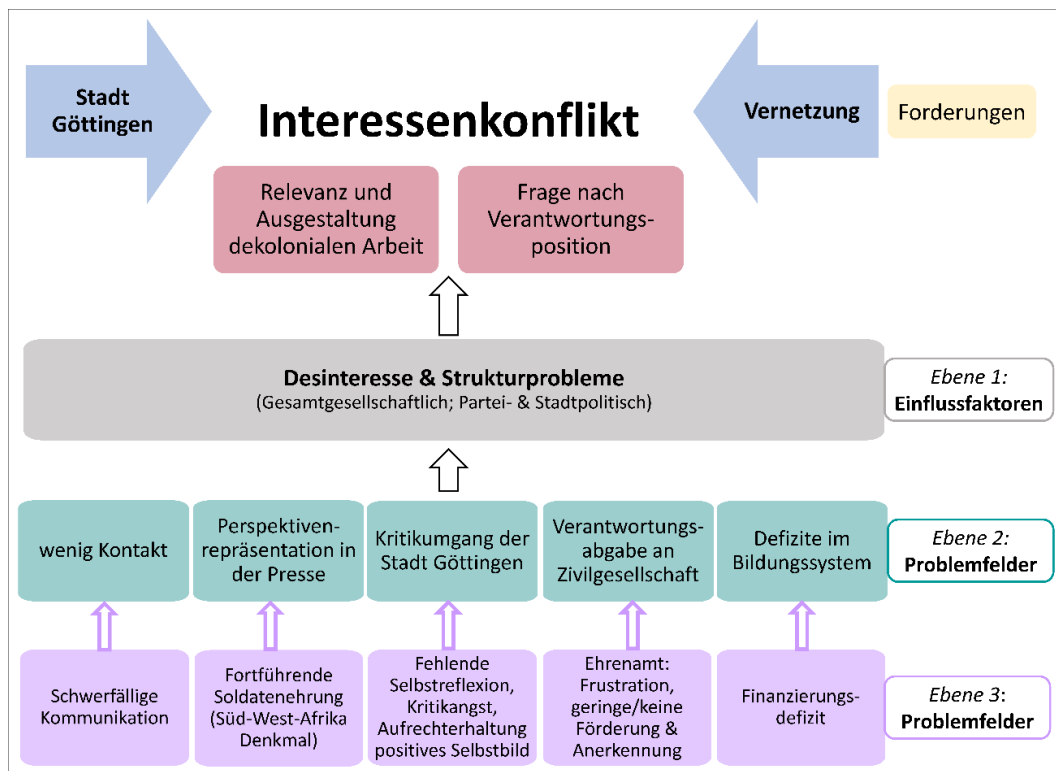 Stadt
Göttingen
Interessenkonflikt
Vernetzung
Forderungen
Relevanz und
Ausgestaltung
dekolonialen Arbeit
Frage nach
Verantwortungs-
position
Desinteresse & Strukturprobleme
(Gesamtgesellschaftlich; Partei- & Stadtpolitisch)
Ebene 1:
Einflussfaktoren
wenig Kontakt
Perspektiven-
repräsentation in
der Presse
Kritikumgang der
Stadt Göttingen
Verantwortungs-
abgabe an
Zivilgesellschaft
Defizite im
Bildungssystem
Ebene 2:
Problemfelder
Schwerfällige
Kommunikation
Fortführende
Soldatenehrung
(Süd-West-Afrika
Denkmal)
Fehlende
Selbstreflexion,
Kritikangst,
Aufrechterhaltung
positives Selbstbild
Ehrenamt:
Frustration,
geringe/keine
Förderung &
Anerkennung
Finanzierungs-
defizit
Ebene 3:
Problemfelder